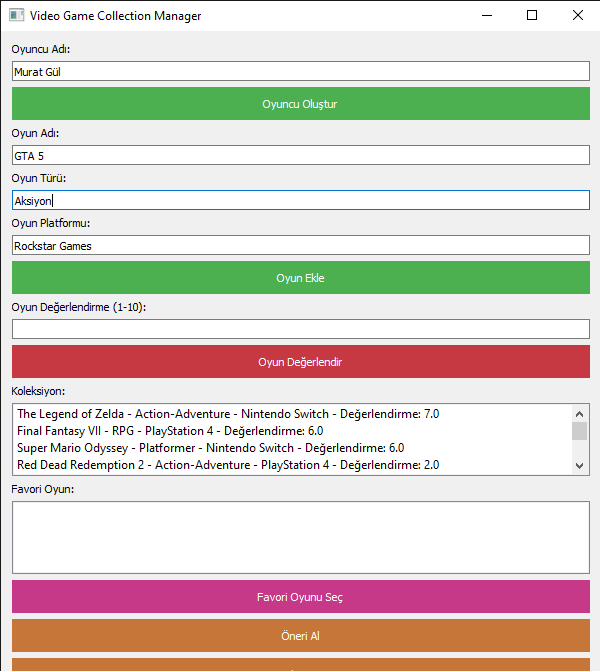 Video Game Collection Manager
Oyuncu Adı:
Murat Gül
Oyuncu Oluştur
Oyun Adı:
GTA 5
Oyun Türü:
Aksiyon
Oyun Platformu:
Rockstar Games
Oyun Ekle
Oyun Değerlendirme (1-10):
Oyun Değerlendir
Koleksiyon:
The Legend of Zelda - Action-Adventure - Nintendo Switch - Değerlendirme: 7.0
Final Fantasy VII - RPG - PlayStation 4 - Değerlendirme: 6.0
Super Mario Odyssey - Platformer - Nintendo Switch - Değerlendirme: 6.0
Red Dead Redemption 2 - Action-Adventure - PlayStation 4 - Değerlendirme: 2.0
Favori Oyun:
Favori Oyunu Seç
Öneri Al